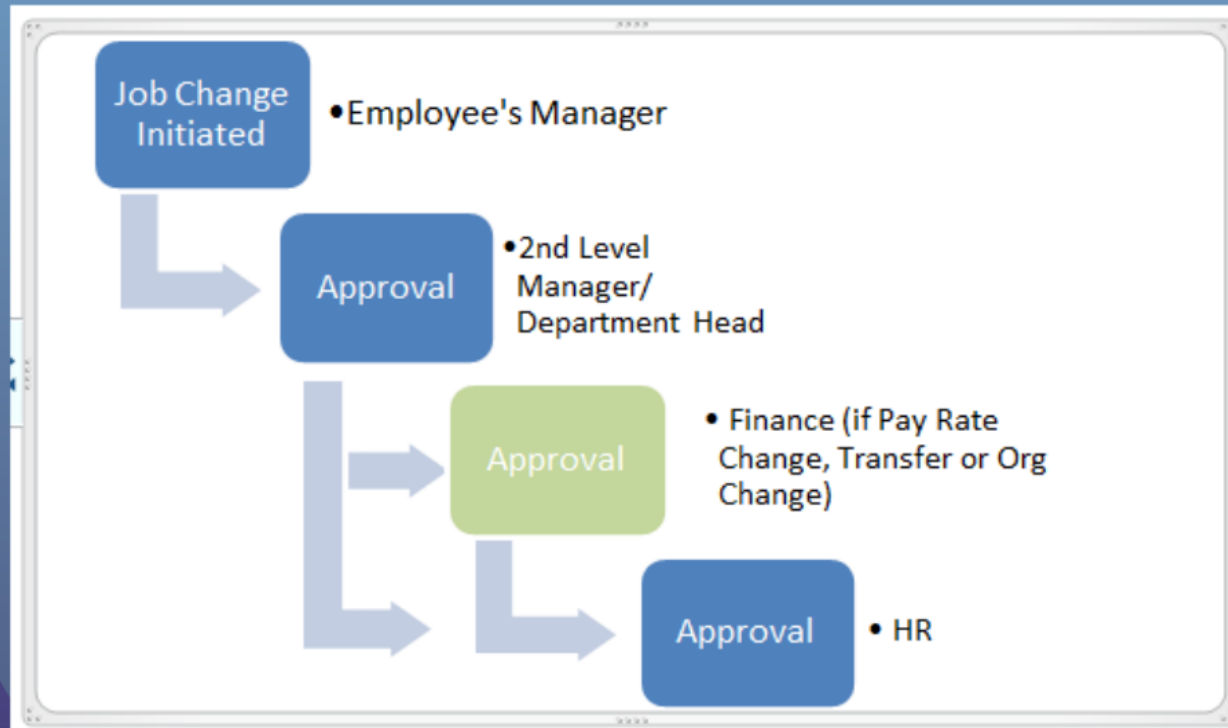 Job Change
Initiated
•Employee's Manager
Approval
•2nd Level
Manager/
Department Head
Approval
• Finance (if Pay Rate
Change, Transfer or Org
Change)
Approval
• HR